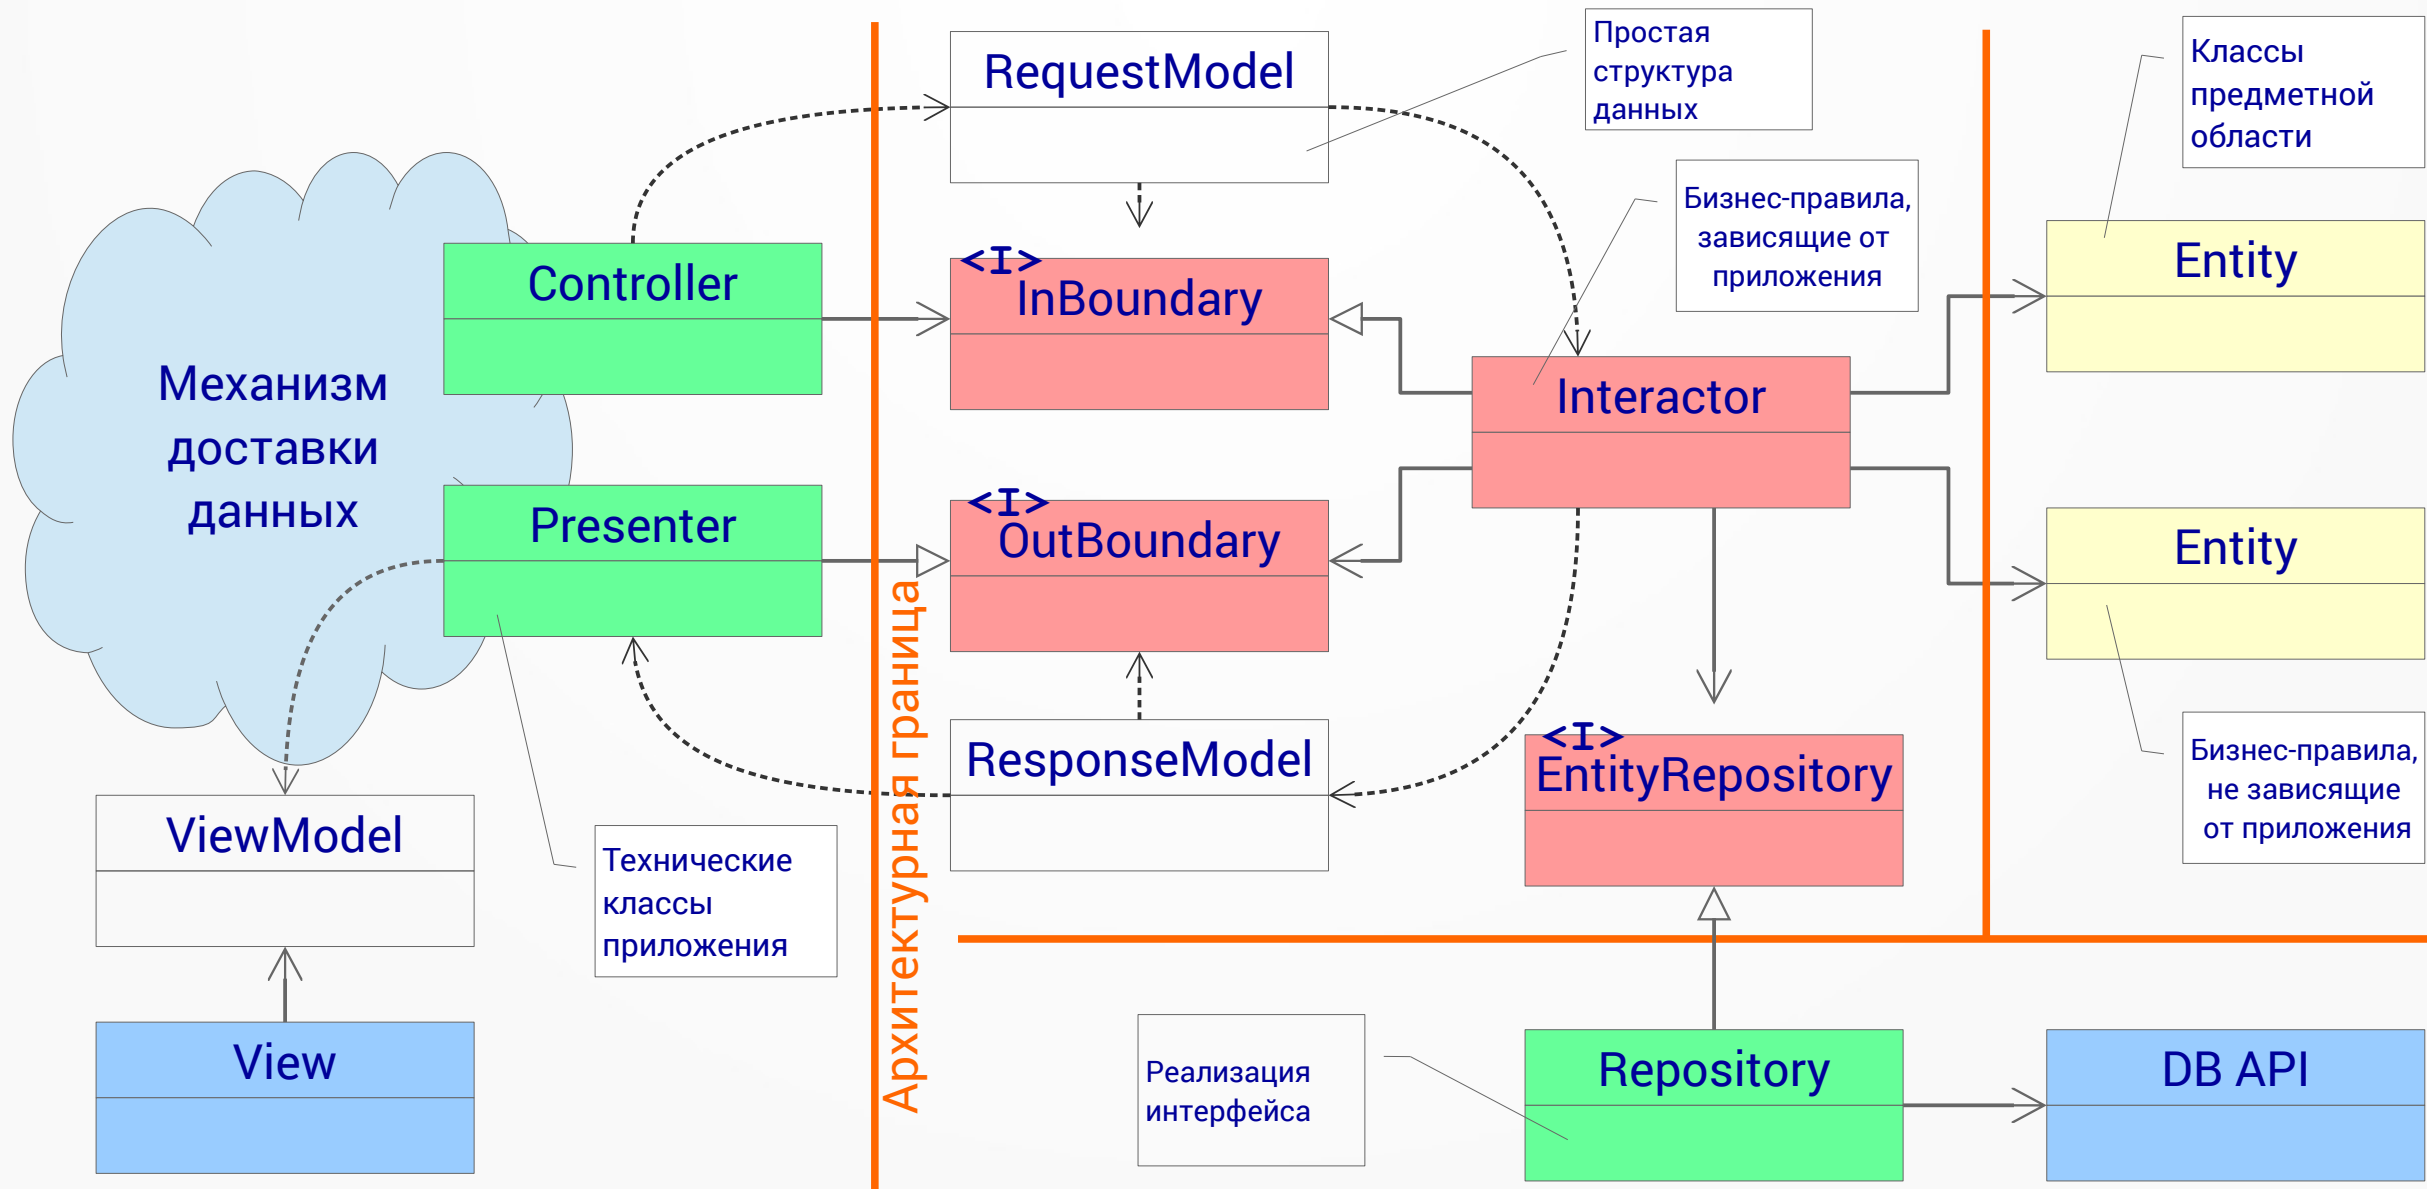 Простая
структура
данных
Классы
предметной
области
RequestModel
Бизнес-правила,
зависящие от
приложения
<I>
InBoundary
Controller
Entity
Механизм
доставки
данных
Interactor
<I>
OutBoundary
Presenter
Entity
Архитектурная граница
ResponseModel
<I>
EntityRepository
Бизнес-правила,
не зависящие
от приложения
ViewModel
Технические
классы
приложения
View
Реализация
интерфейса
Repository
DB API